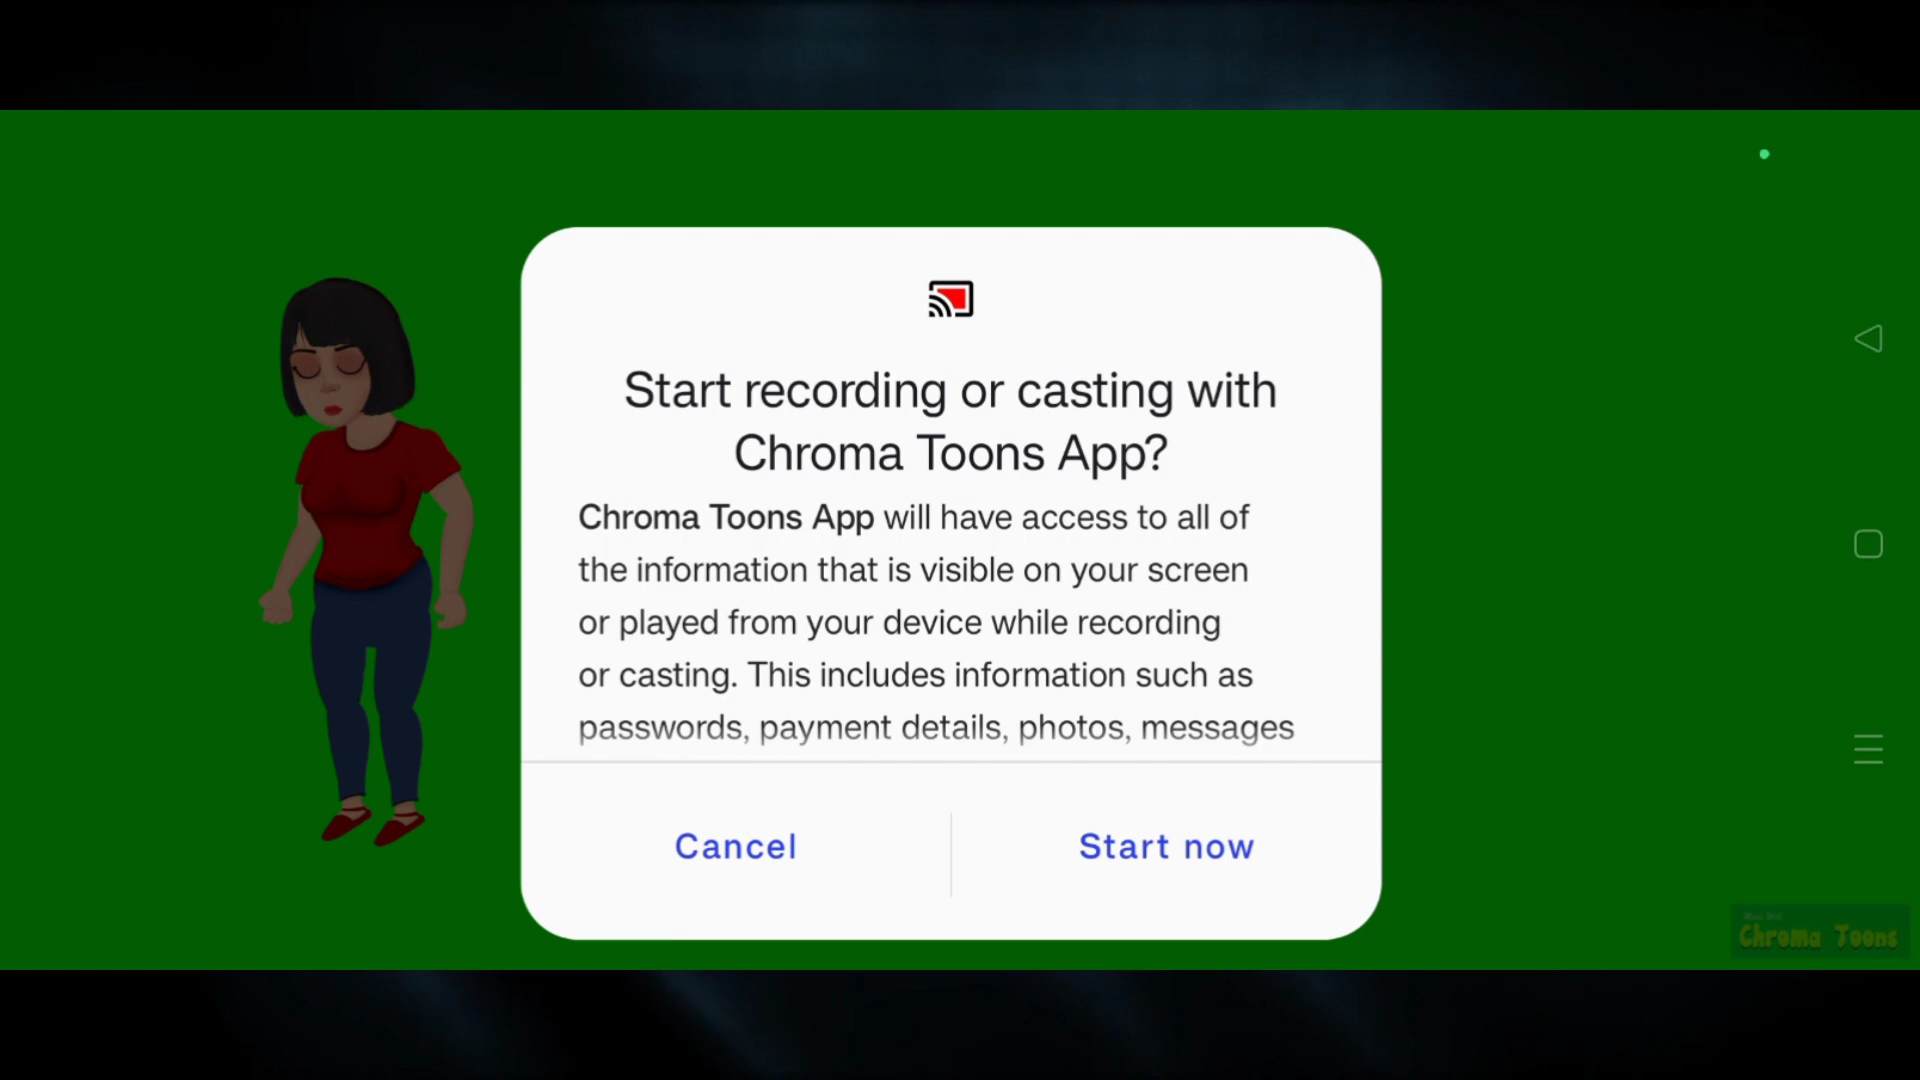 Start recording or casting with
Chroma Toons App?
Chroma Toons App will have access to all of
the information that is visible on your screen
or played from your device while recording
or casting. This includes information such as
passwords, payment details, photos, messages
Cancel
Start now
Chroma Toons